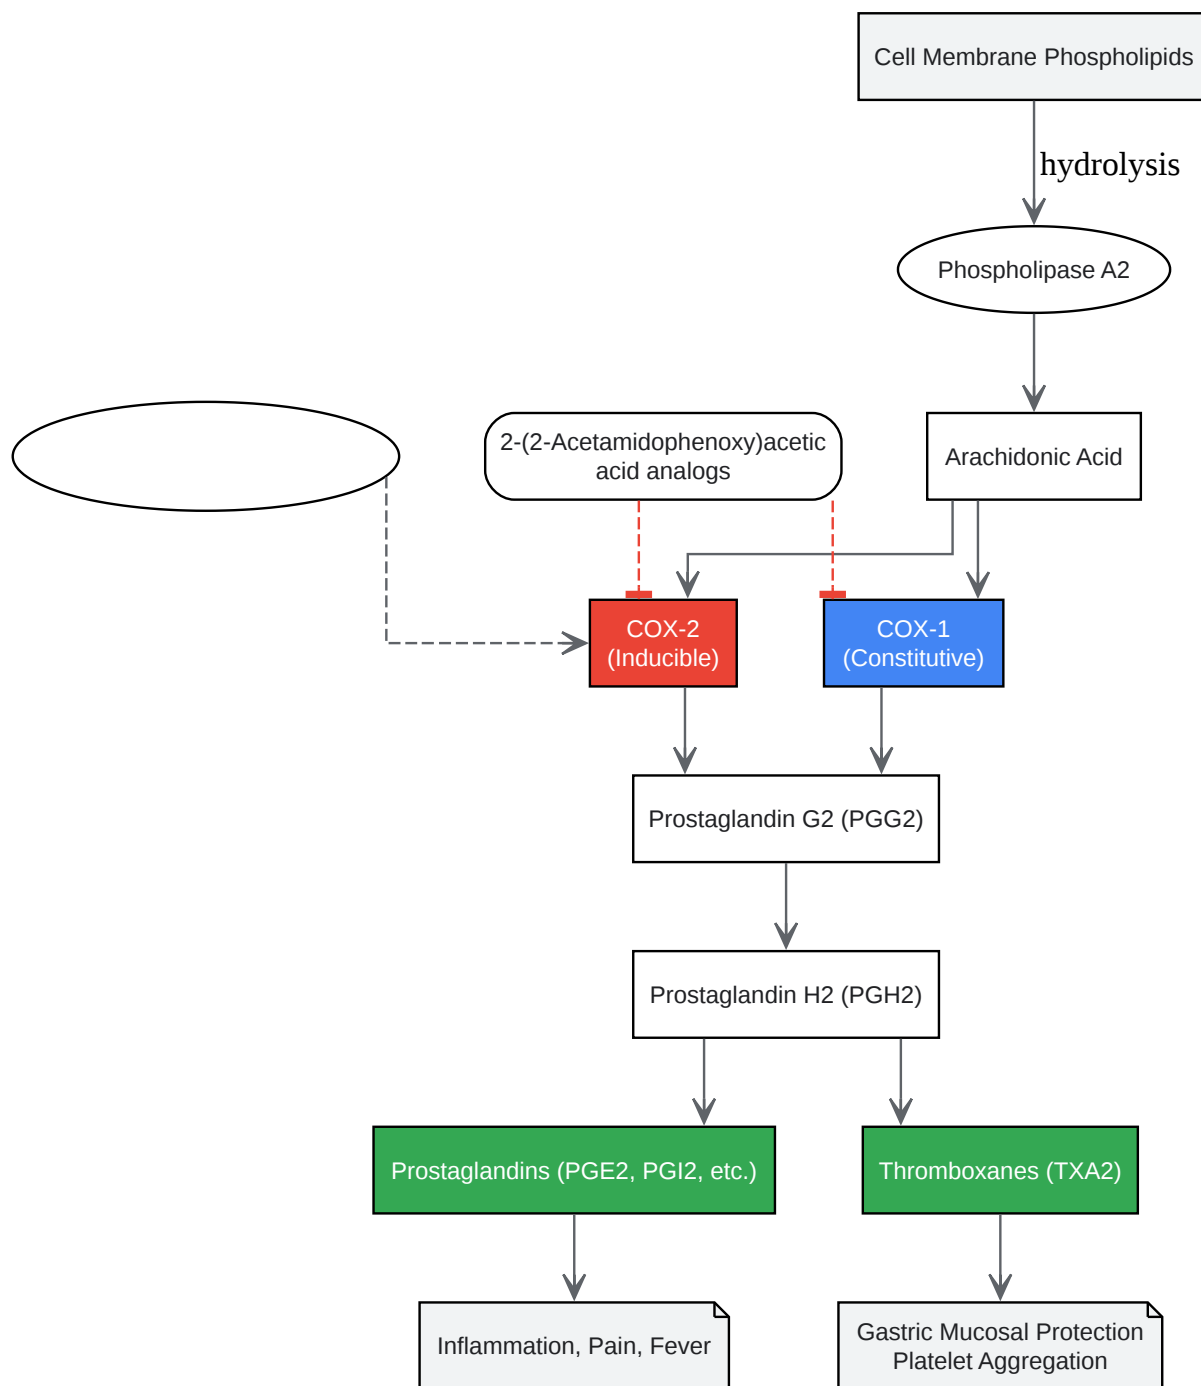 Cell Membrane Phospholipids
hydrolysis
Phospholipase A2
2-(2-Acetamidophenoxy)acetic
acid analogs
Arachidonic Acid
COX-2
(Inducible)
COX-1
(Constitutive)
Prostaglandin G2 (PGG2)
Prostaglandin H2 (PGH2)
Prostaglandins (PGE2, PGI2, etc.)
Thromboxanes (TXA2)
Inflammation, Pain, Fever
Gastric Mucosal Protection
Platelet Aggregation